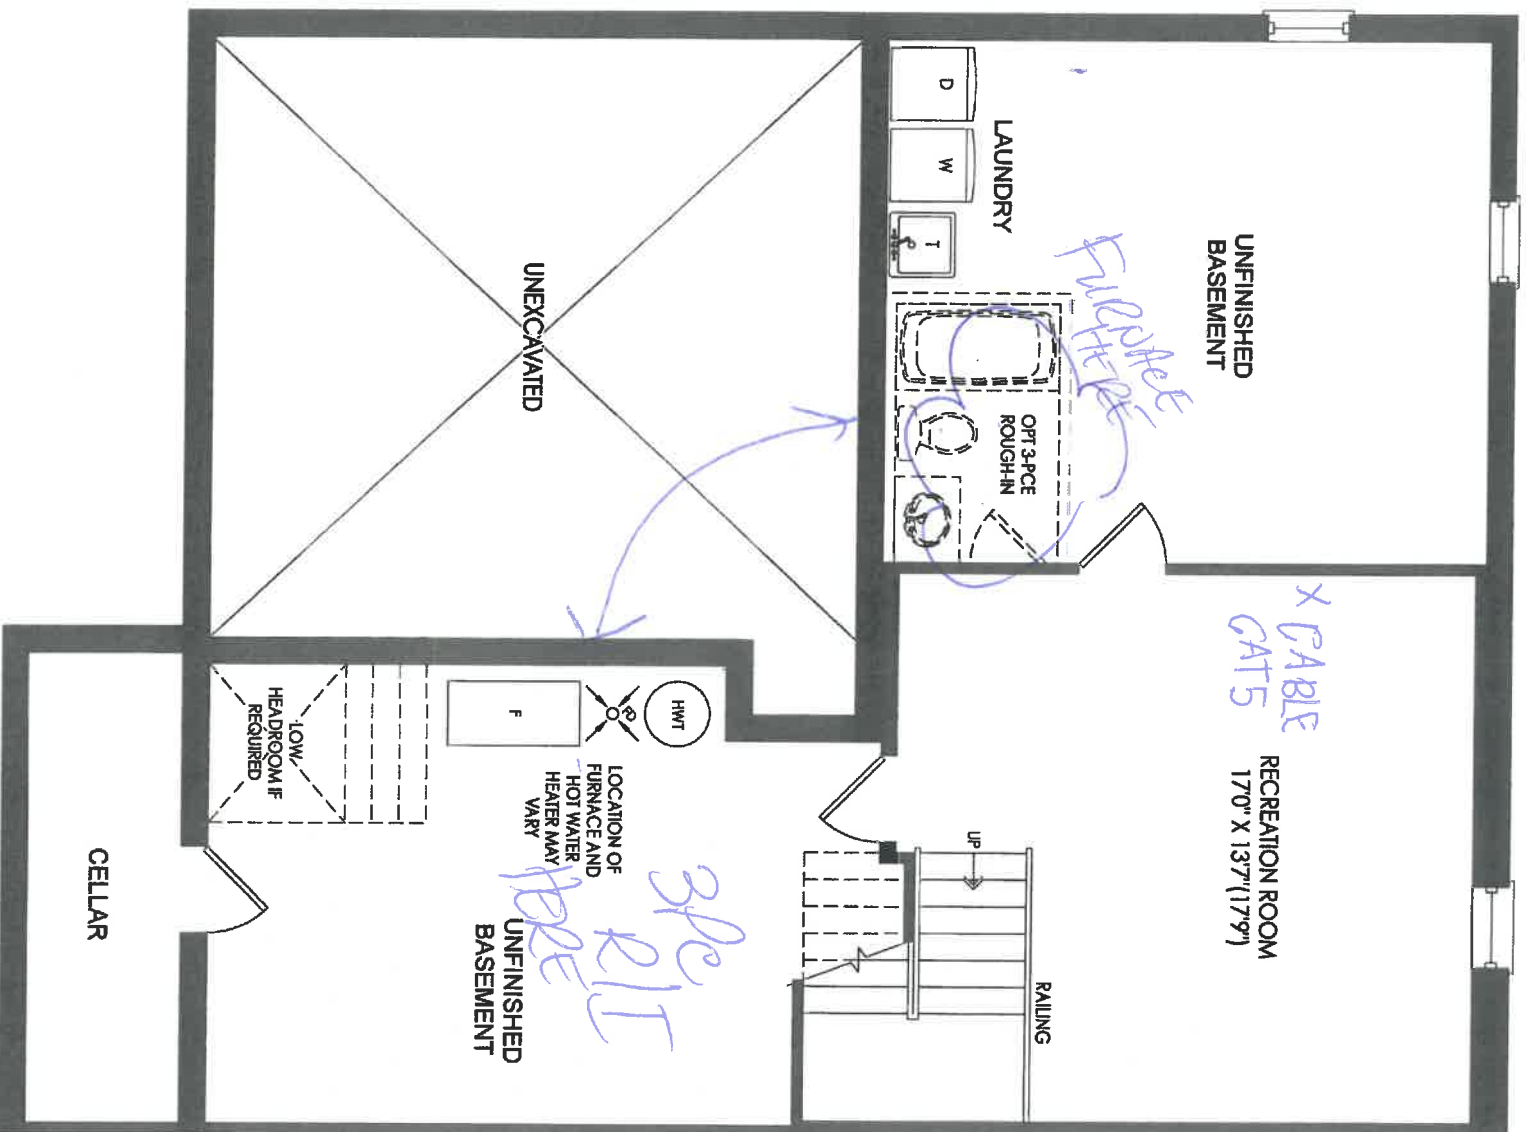 UNFINISHED
BASEMENT
LAUNDRY
D
W
T
FURNACE
HERE
OPT 3-PCE
ROUGH-IN
X CABLE
CAT5
RECREATION ROOM
17'0" X 13'7"(17'9")
UP
RAILING
UNEXCAVATED
HWT
FD
F
LOCATION OF
FURNACE AND
HOT WATER
HEATER MAY
VARY
3PC
R/I
HERE
UNFINISHED
BASEMENT
LOW
HEADROOM IF
REQUIRED
CELLAR